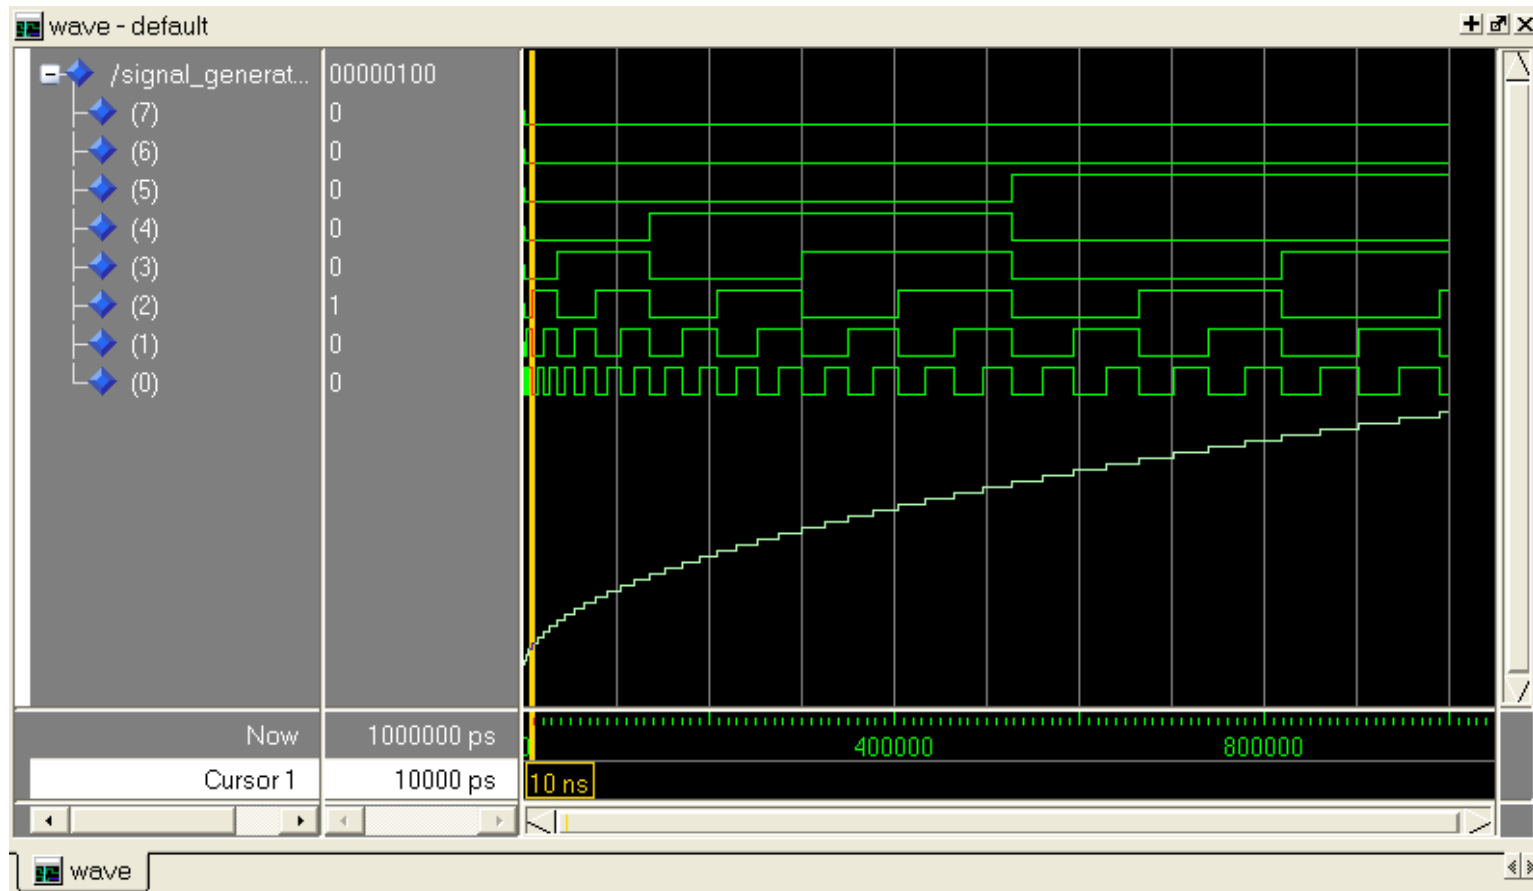 wave - default
/signal_generat... 00000100
(7) 0
(6) 0
(5) 0
(4) 0
(3) 0
(2) 1
(1) 0
(0) 0
Now 1000000 ps 0 400000 800000
Cursor 1 10000 ps 10 ns
wave